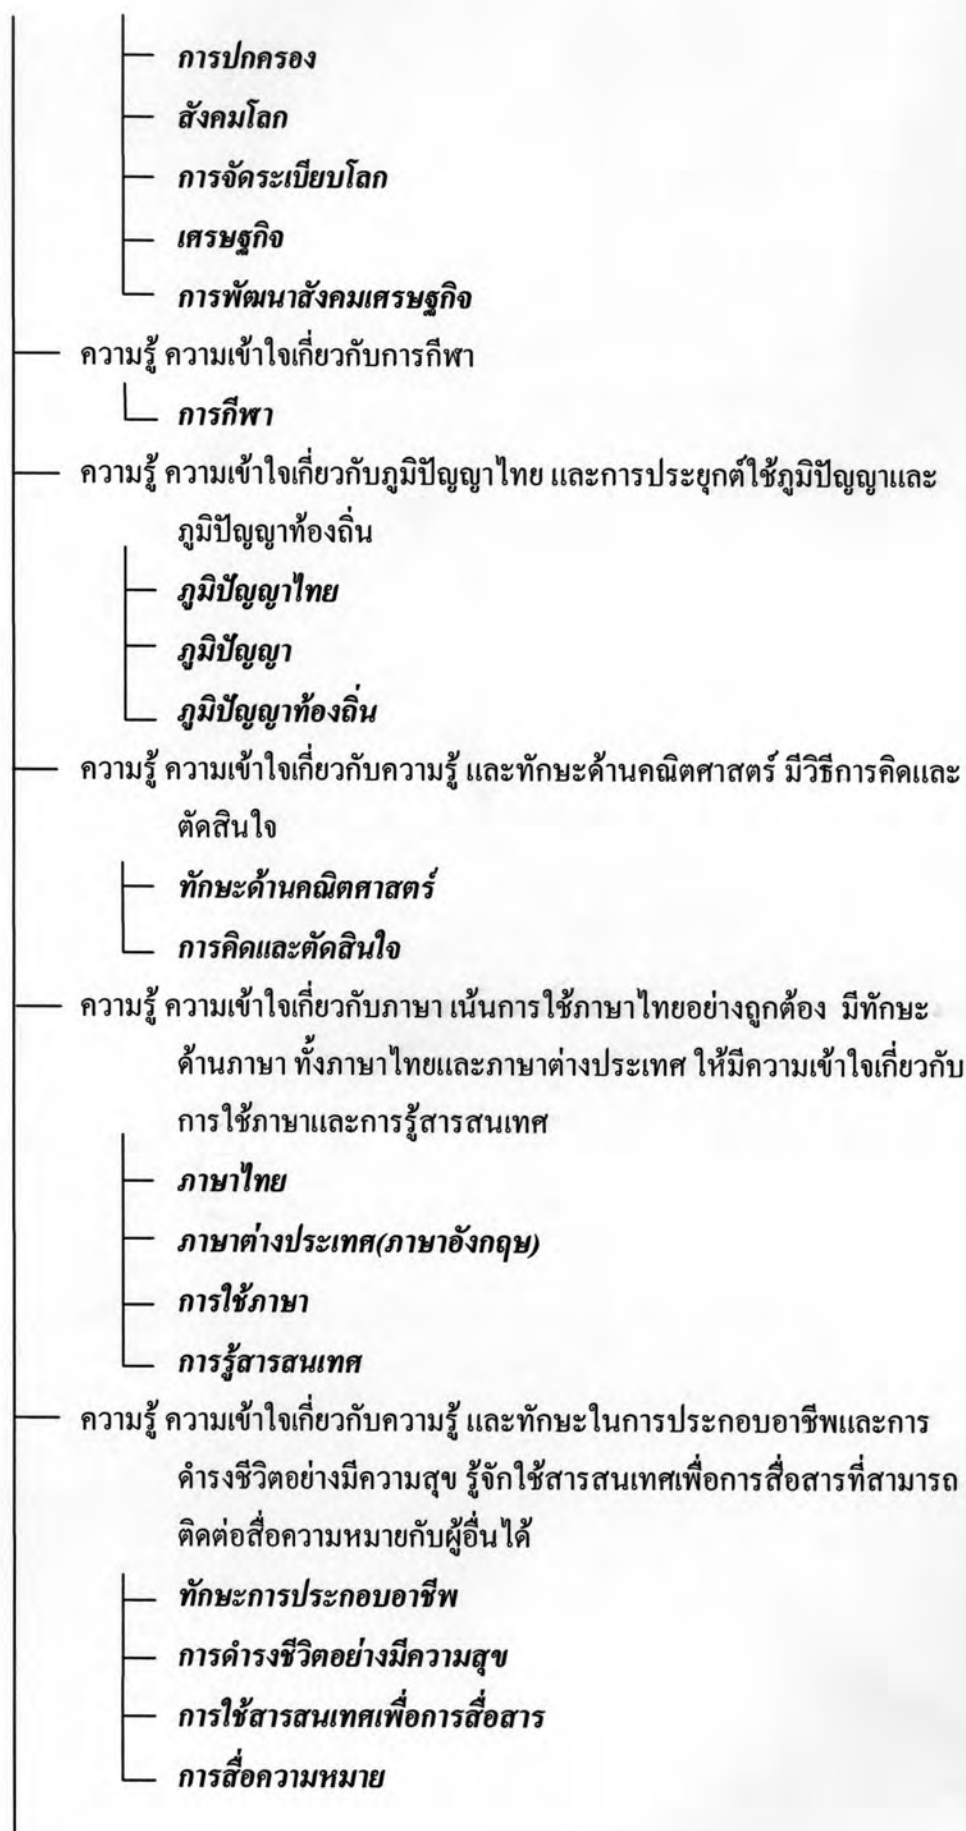 การปกครอง
สังคมโลก
การจัดระเบียบโลก
เศรษฐกิจ
การพัฒนาสังคมเศรษฐกิจ
ความรู้ ความเข้าใจเกี่ยวกับการกีฬา
การกีฬา
ความรู้ ความเข้าใจเกี่ยวกับภูมิปัญญาไทย และการประยุกต์ใช้ภูมิปัญญาและ
ภูมิปัญญาท้องถิ่น
ภูมิปัญญาไทย
ภูมิปัญญา
ภูมิปัญญาท้องถิ่น
ความรู้ ความเข้าใจเกี่ยวกับความรู้ และทักษะด้านคณิตศาสตร์ มีวิธีการคิดและ
ตัดสินใจ
ทักษะด้านคณิตศาสตร์
การคิดและตัดสินใจ
ความรู้ ความเข้าใจเกี่ยวกับภาษา เน้นการใช้ภาษาไทยอย่างถูกต้อง มีทักษะ
ด้านภาษา ทั้งภาษาไทยและภาษาต่างประเทศ ให้มีความเข้าใจเกี่ยวกับ
การใช้ภาษาและการรู้สารสนเทศ
ภาษาไทย
ภาษาต่างประเทศ(ภาษาอังกฤษ)
การใช้ภาษา
การรู้สารสนเทศ
ความรู้ ความเข้าใจเกี่ยวกับความรู้ และทักษะในการประกอบอาชีพและการ
ดำรงชีวิตอย่างมีความสุข รู้จักใช้สารสนเทศเพื่อการสื่อสารที่สามารถ
ติดต่อสื่อความหมายกับผู้อื่นได้
ทักษะการประกอบอาชีพ
การดำรงชีวิตอย่างมีความสุข
การใช้สารสนเทศเพื่อการสื่อสาร
การสื่อความหมาย